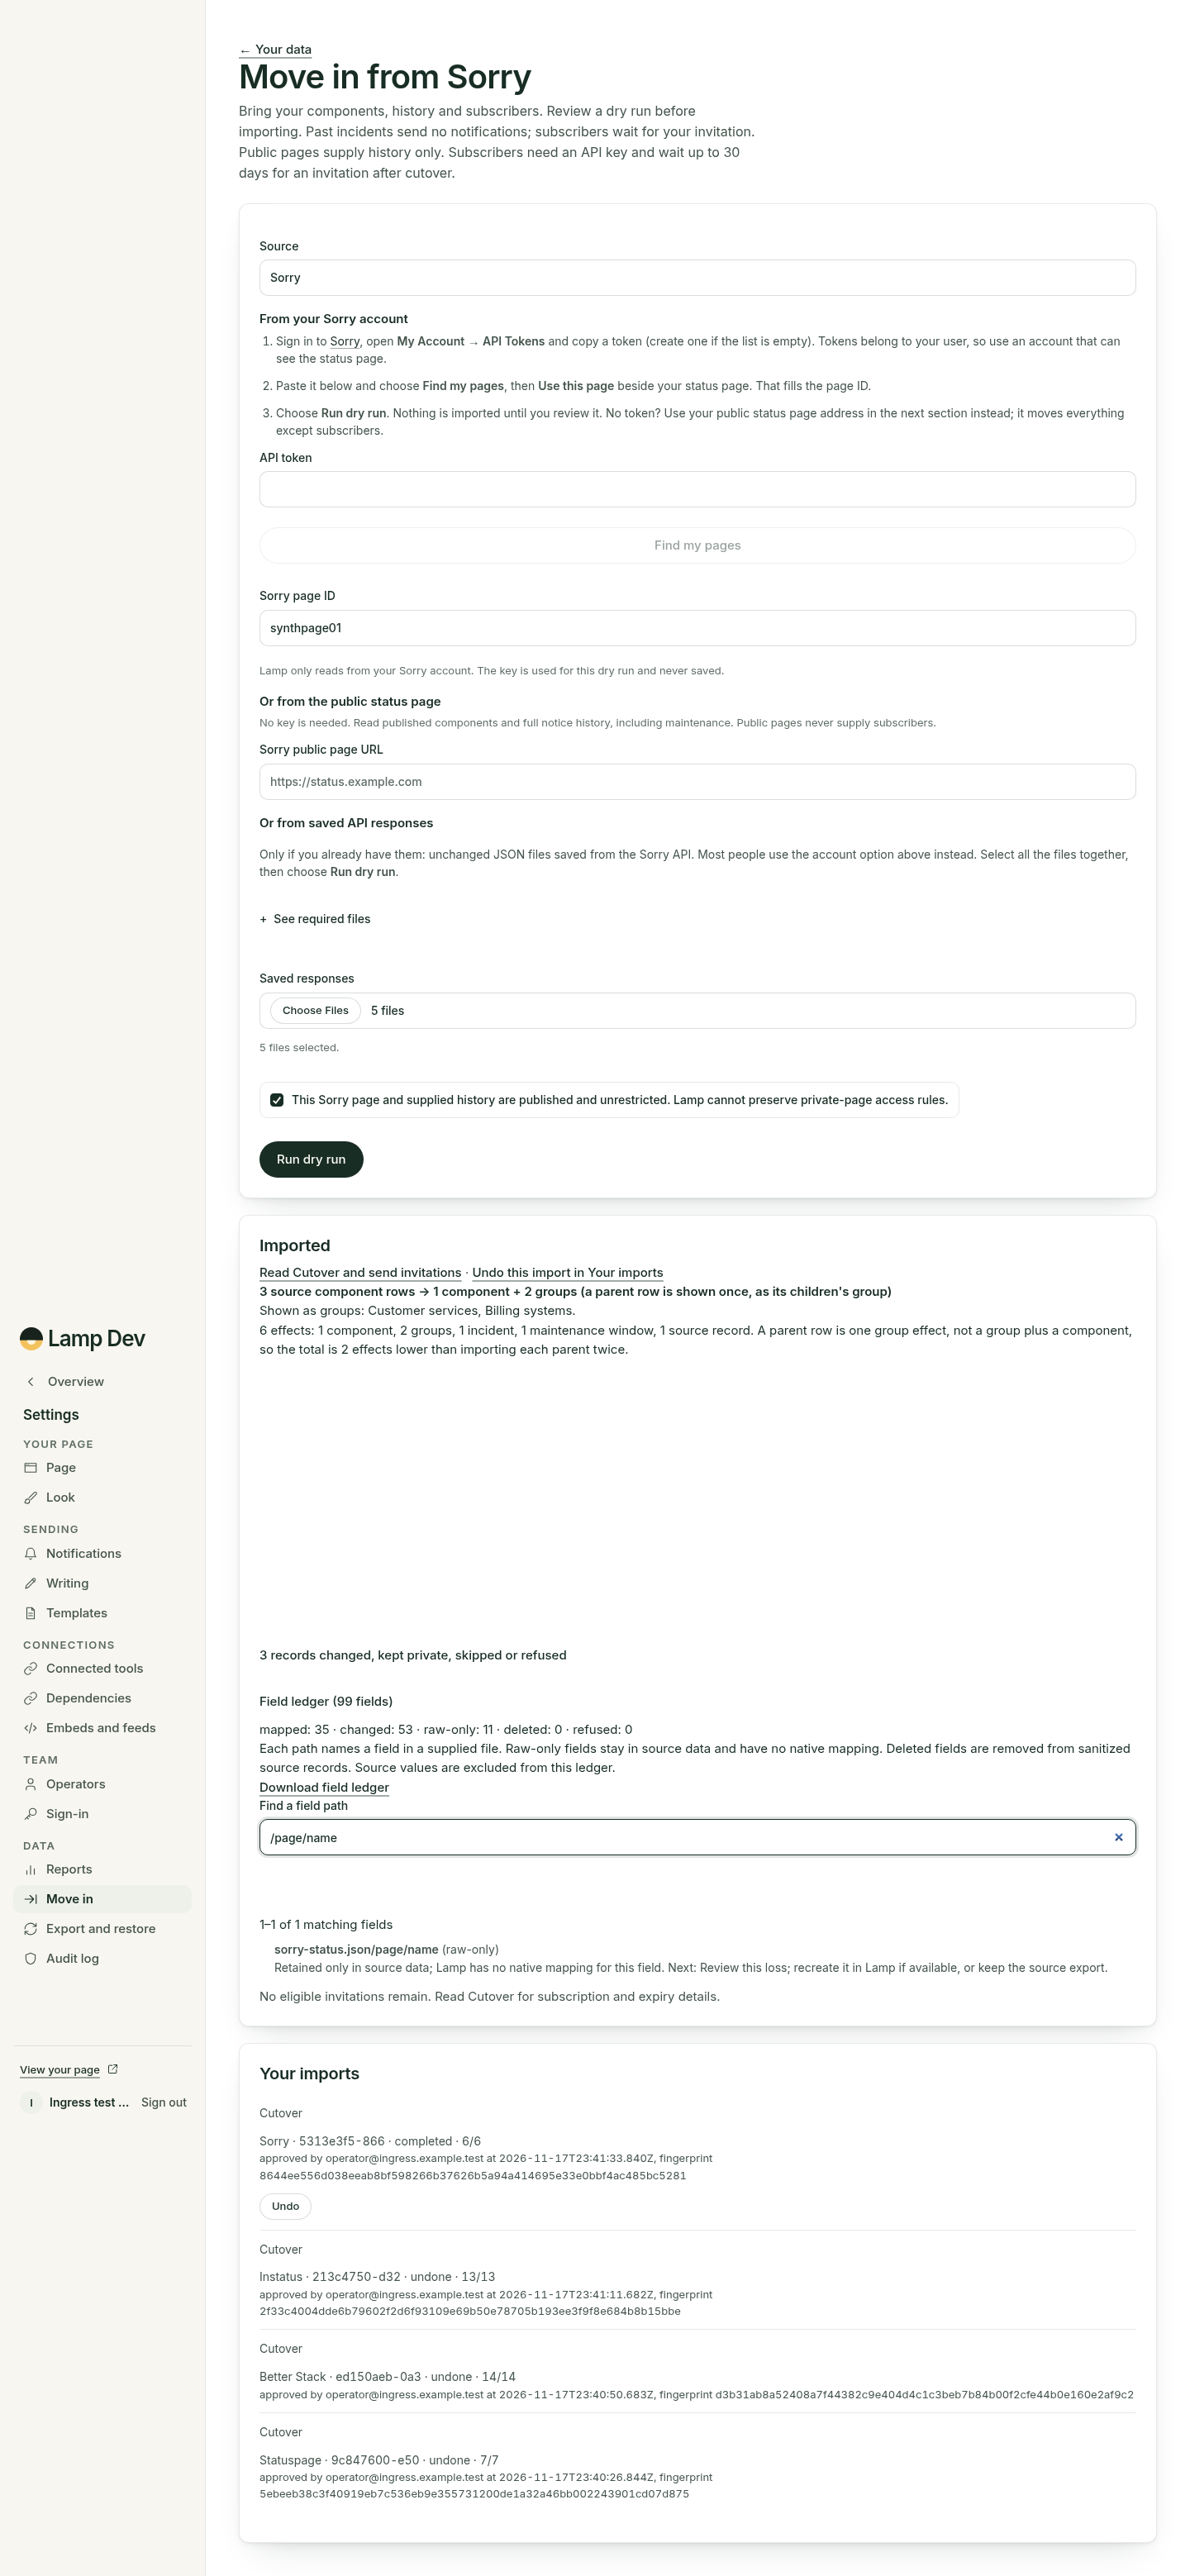 ← Your data
Move in from Sorry
Bring your components, history and subscribers. Review a dry run before
importing. Past incidents send no notifications; subscribers wait for your invitation.
Public pages supply history only. Subscribers need an API key and wait up to 30
days for an invitation after cutover.
Source
Sorry
From your Sorry account
1. Sign in to Sorry, open My Account → API Tokens and copy a token (create one if the list is empty). Tokens belong to your user, so use an account that can
see the status page.
2. Paste it below and choose Find my pages, then Use this page beside your status page. That fills the page ID.
3. Choose Run dry run. Nothing is imported until you review it. No token? Use your public status page address in the next section instead; it moves everything
except subscribers.
API token
Find my pages
Sorry page ID
synthpage01
Lamp only reads from your Sorry account. The key is used for this dry run and never saved.
Or from the public status page
No key is needed. Read published components and full notice history, including maintenance. Public pages never supply subscribers.
Sorry public page URL
https://status.example.com
Or from saved API responses
Only if you already have them: unchanged JSON files saved from the Sorry API. Most people use the account option above instead. Select all the files together,
then choose Run dry run.
+ See required files
Saved responses
Choose Files 5 files
5 files selected.
This Sorry page and supplied history are published and unrestricted. Lamp cannot preserve private-page access rules.
Run dry run
Imported
Read Cutover and send invitations · Undo this import in Your imports
3 source component rows → 1 component + 2 groups (a parent row is shown once, as its children's group)
Shown as groups: Customer services, Billing systems.
6 effects: 1 component, 2 groups, 1 incident, 1 maintenance window, 1 source record. A parent row is one group effect, not a group plus a component,
so the total is 2 effects lower than importing each parent twice.
3 records changed, kept private, skipped or refused
Field ledger (99 fields)
mapped: 35 · changed: 53 · raw-only: 11 · deleted: 0 · refused: 0
Each path names a field in a supplied file. Raw-only fields stay in source data and have no native mapping. Deleted fields are removed from sanitized
source records. Source values are excluded from this ledger.
Download field ledger
Find a field path
/page/name
1–1 of 1 matching fields
sorry-status.json/page/name (raw-only)
Retained only in source data; Lamp has no native mapping for this field. Next: Review this loss; recreate it in Lamp if available, or keep the source export.
No eligible invitations remain. Read Cutover for subscription and expiry details.
Your imports
Cutover
Sorry · 5313e3f5-866 · completed · 6/6
approved by operator@ingress.example.test at 2026-11-17T23:41:33.840Z, fingerprint
8644ee556d038eeab8bf598266b37626b5a94a414695e33e0bbf4ac485bc5281
Undo
Cutover
Instatus · 213c4750-d32 · undone · 13/13
approved by operator@ingress.example.test at 2026-11-17T23:41:11.682Z, fingerprint
2f33c4004dde6b79602f2d6f93109e69b50e78705b193ee3f9f8e684b8b15bbe
Cutover
Better Stack · ed150aeb-0a3 · undone · 14/14
approved by operator@ingress.example.test at 2026-11-17T23:40:50.683Z, fingerprint d3b31ab8a52408a7f44382c9e404d4c1c3beb7b84b00f2cfe44b0e160e2af9c2
Cutover
Statuspage · 9c847600-e50 · undone · 7/7
approved by operator@ingress.example.test at 2026-11-17T23:40:26.844Z, fingerprint
5ebeeb38c3f40919eb7c536eb9e355731200de1a32a46bb002243901cd07d875
Lamp Dev
Overview
Settings
YOUR PAGE
Page
Look
SENDING
Notifications
Writing
Templates
CONNECTIONS
Connected tools
Dependencies
Embeds and feeds
TEAM
Operators
Sign-in
DATA
Reports
Move in
Export and restore
Audit log
View your page
I Ingress test ... Sign out